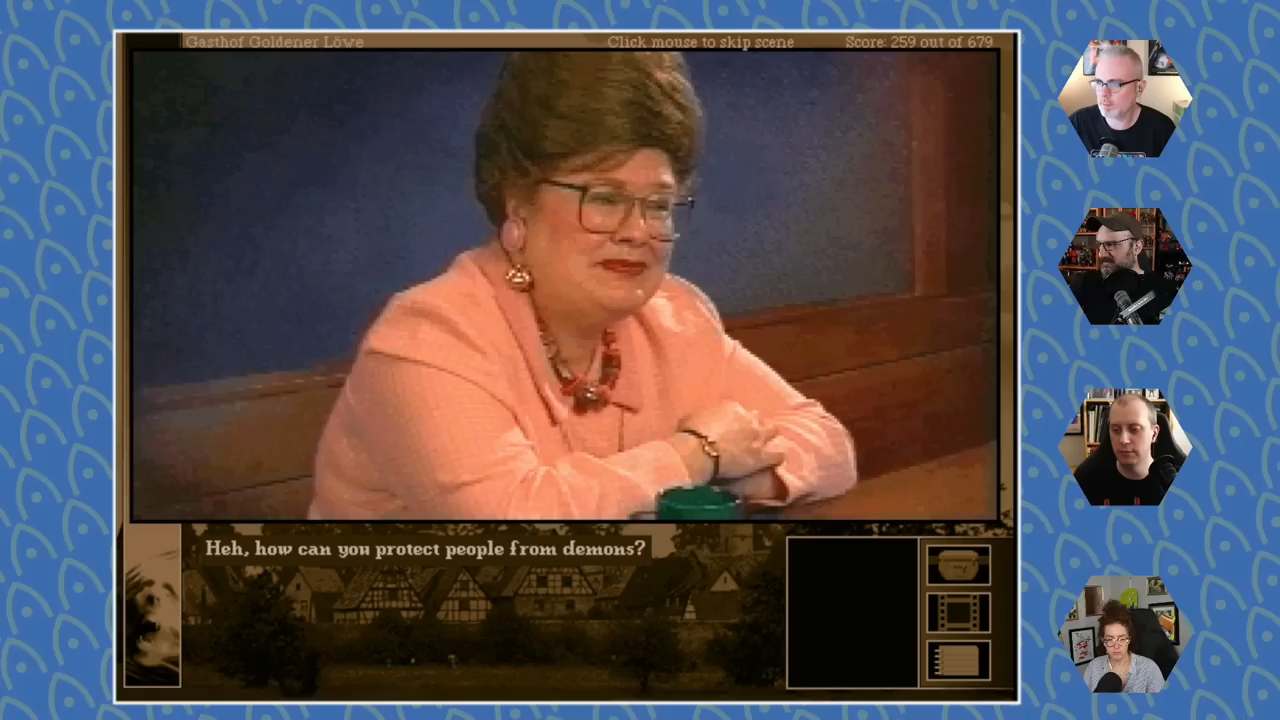 Gasthof Goldener Löwe
Click mouse to skip scene
Score: 259 out of 679
Heh, how can you protect people from demons?